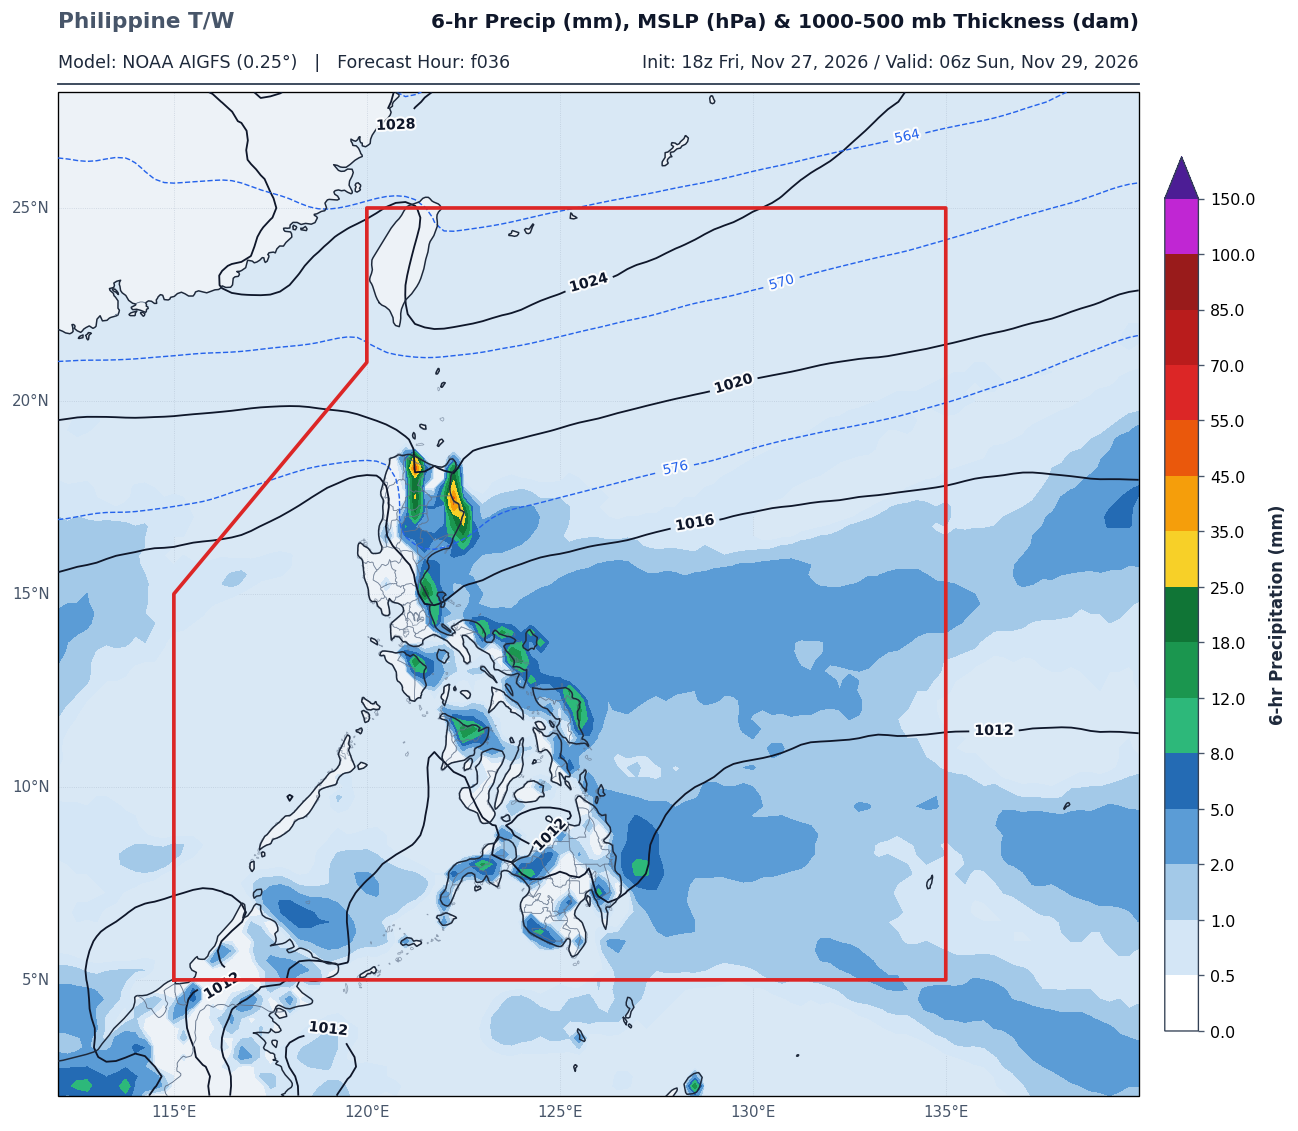 Philippine T/W
6-hr Precip (mm), MSLP (hPa) & 1000-500 mb Thickness (dam)
Model: NOAA AIGFS (0.25°) | Forecast Hour: f036
Init: 18z Fri, Nov 27, 2026 / Valid: 06z Sun, Nov 29, 2026
1028
564
25°N
1024
570
20°N
1020
576
1016
15°N
1012
10°N
1012
5°N
1012
1012
115°E
120°E
125°E
130°E
135°E
150.0
100.0
85.0
70.0
55.0
45.0
35.0
25.0
18.0
12.0
8.0
5.0
2.0
1.0
0.5
0.0
6-hr Precipitation (mm)